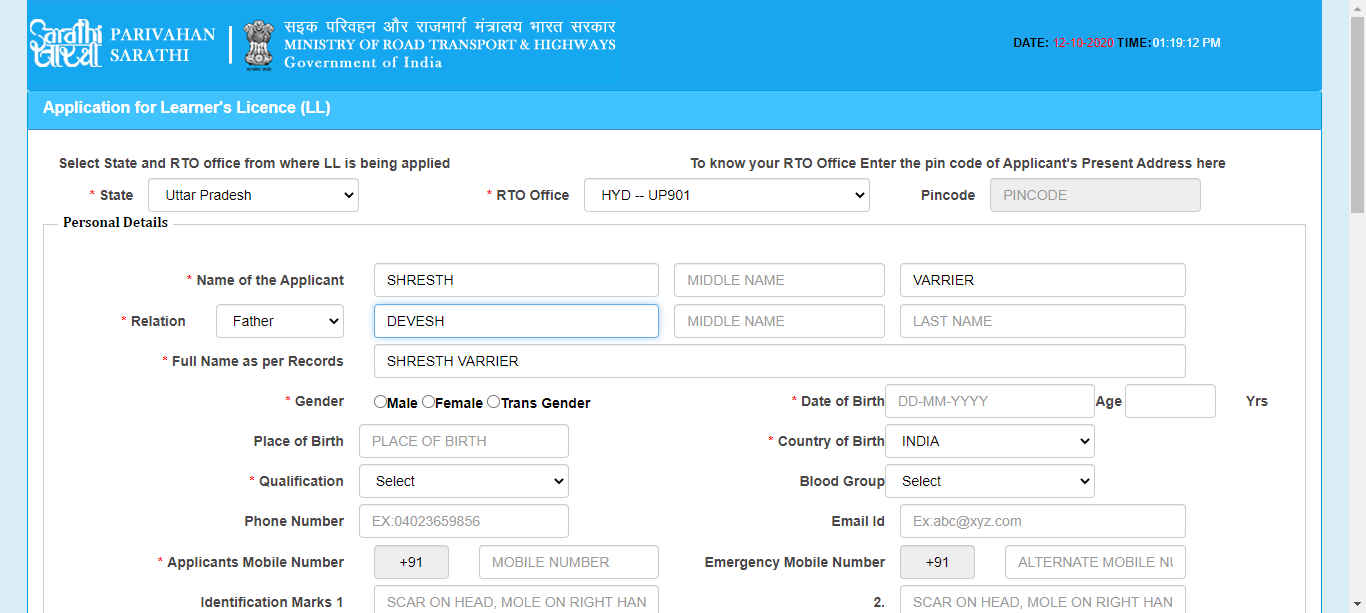 Sarathi
सारथी
PARIVAHAN
SARATHI
सड़क परिवहन और राजमार्ग मंत्रालय भारत सरकार
MINISTRY OF ROAD TRANSPORT & HIGHWAYS
Government of India
DATE: 12-10-2020 TIME:01:19:12 PM
Application for Learner's Licence (LL)
Select State and RTO office from where LL is being applied
To know your RTO Office Enter the pin code of Applicant's Present Address here
* State Uttar Pradesh * RTO Office HYD -- UP901 Pincode PINCODE
Personal Details
* Name of the Applicant SHRESTH MIDDLE NAME VARRIER
* Relation Father DEVESH MIDDLE NAME LAST NAME
* Full Name as per Records SHRESTH VARRIER
* Gender Male Female Trans Gender * Date of Birth DD-MM-YYYY Age Yrs
Place of Birth PLACE OF BIRTH * Country of Birth INDIA
* Qualification Select Blood Group Select
Phone Number EX:04023659856 Email Id Ex:abc@xyz.com
* Applicants Mobile Number +91 MOBILE NUMBER Emergency Mobile Number +91 ALTERNATE MOBILE NU
Identification Marks 1 SCAR ON HEAD, MOLE ON RIGHT HAN 2. SCAR ON HEAD, MOLE ON RIGHT HAN